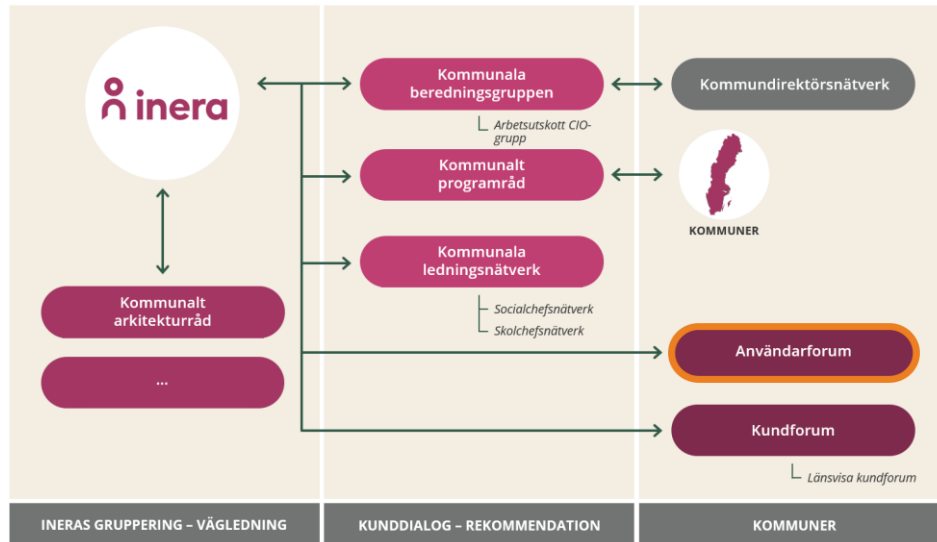 inera
Kommunalt
arkitekturråd
...
Kommunala
beredningsgruppen
Arbetsutskott CIO-
grupp
Kommunalt
programråd
Kommunala
ledningsnätverk
Socialchefsnätverk
Skolchefsnätverk
Kommundirektörsnätverk
KOMMUNER
Användarforum
Kundforum
Länsvisa kundforum
INERAS GRUPPERING – VÄGLEDNING
KUNDDIALOG – REKOMMENDATION
KOMMUNER